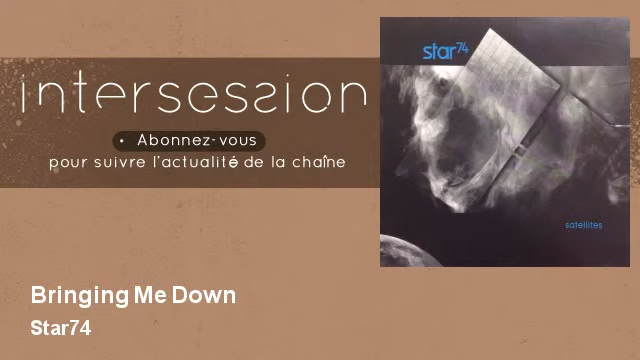 intersession
• Abonnez-vous
pour suivre l'actualité de la chaîne
star74
satellites
Bringing Me Down
Star74